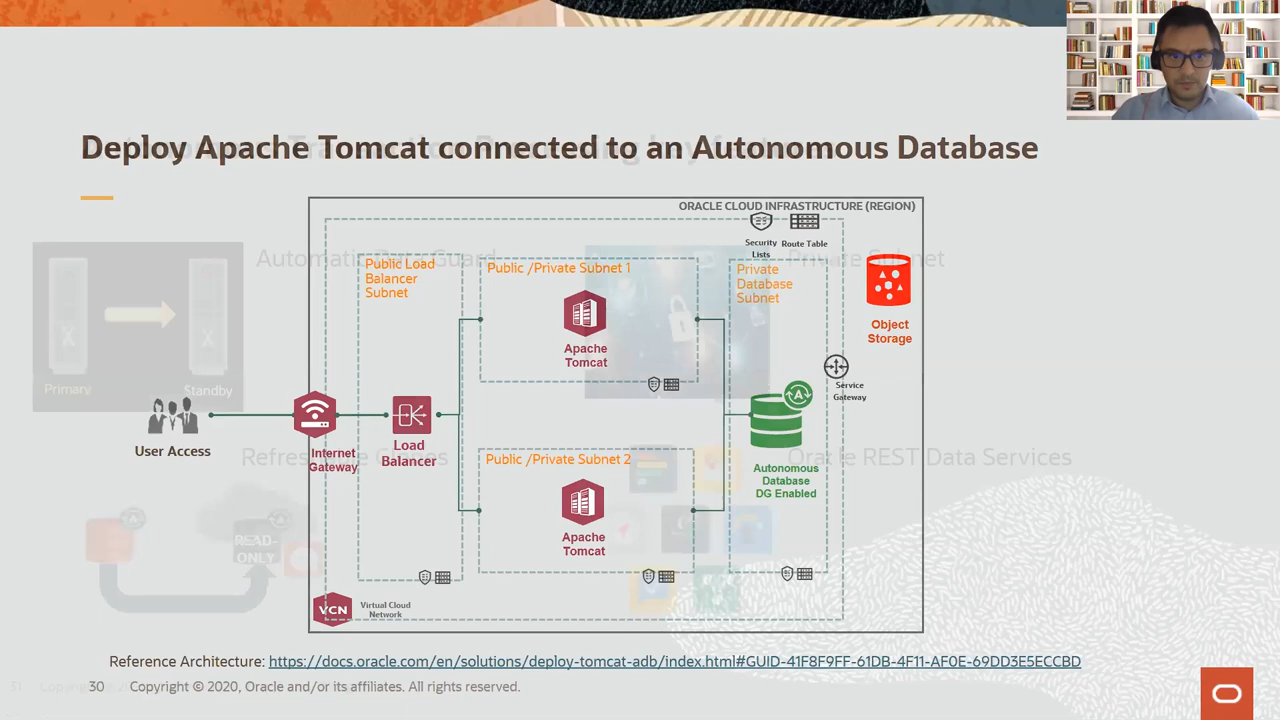 Deploy Apache Tomcat connected to an Autonomous Database
ORACLE CLOUD INFRASTRUCTURE (REGION)
Security
Lists
Route Table
Guard
Private Subnet
Public Load
Balancer
Subnet
Public /Private Subnet 1
Private
Database
Subnet
Object
Storage
Apache
Tomcat
Primary
Standby
Service
Gateway
User Access
Internet
Gateway
Load
Balancer
Public /Private Subnet 2
Oracle REST Data Services
Autonomous
Database
DG Enabled
Apache
Tomcat
READ-
ONLY
VCN
Virtual Cloud
Network
Reference Architecture: https://docs.oracle.com/en/solutions/deploy-tomcat-adb/index.html#GUID-41F8F9FF-61DB-4F11-AF0E-69DD3E5ECCBD
31
30 Copyright © 2020, Oracle and/or its affiliates. All rights reserved.